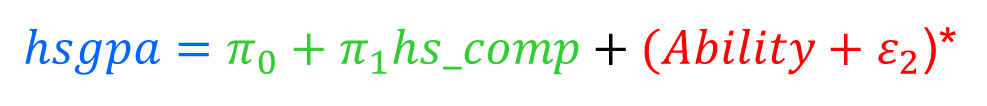 hsgpa = π₀ + π₁hs_comp + (Ability + ε₂)*